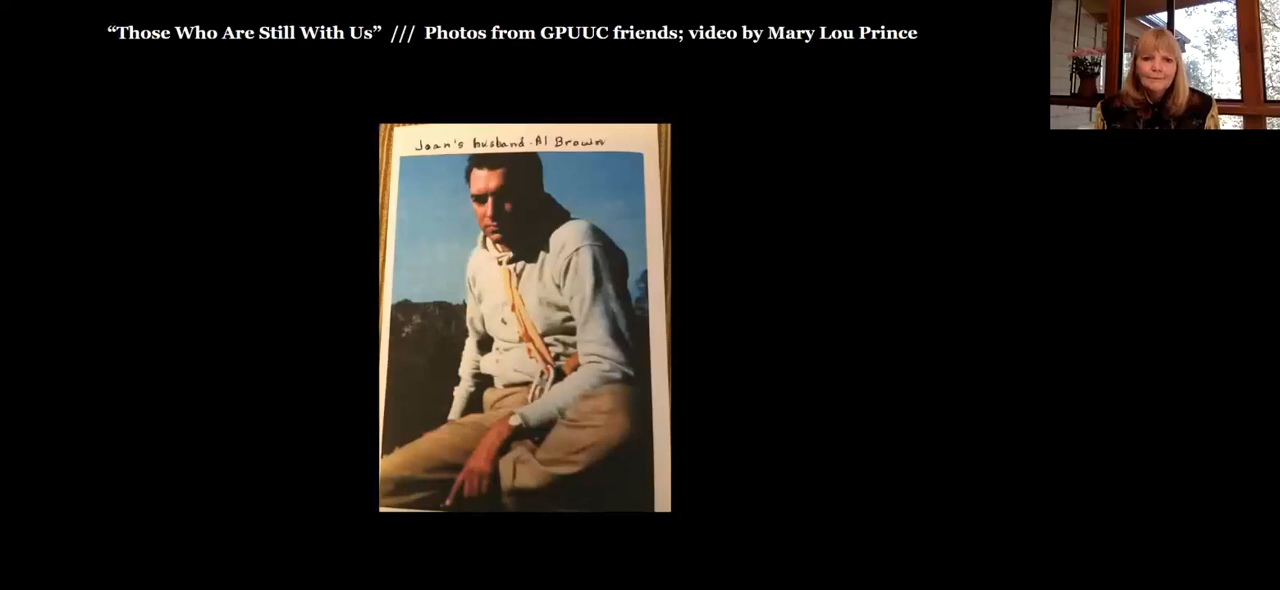 “Those Who Are Still With Us”  ///  Photos from GPUUC friends; video by Mary Lou Prince
Joan's husband - Al Brown